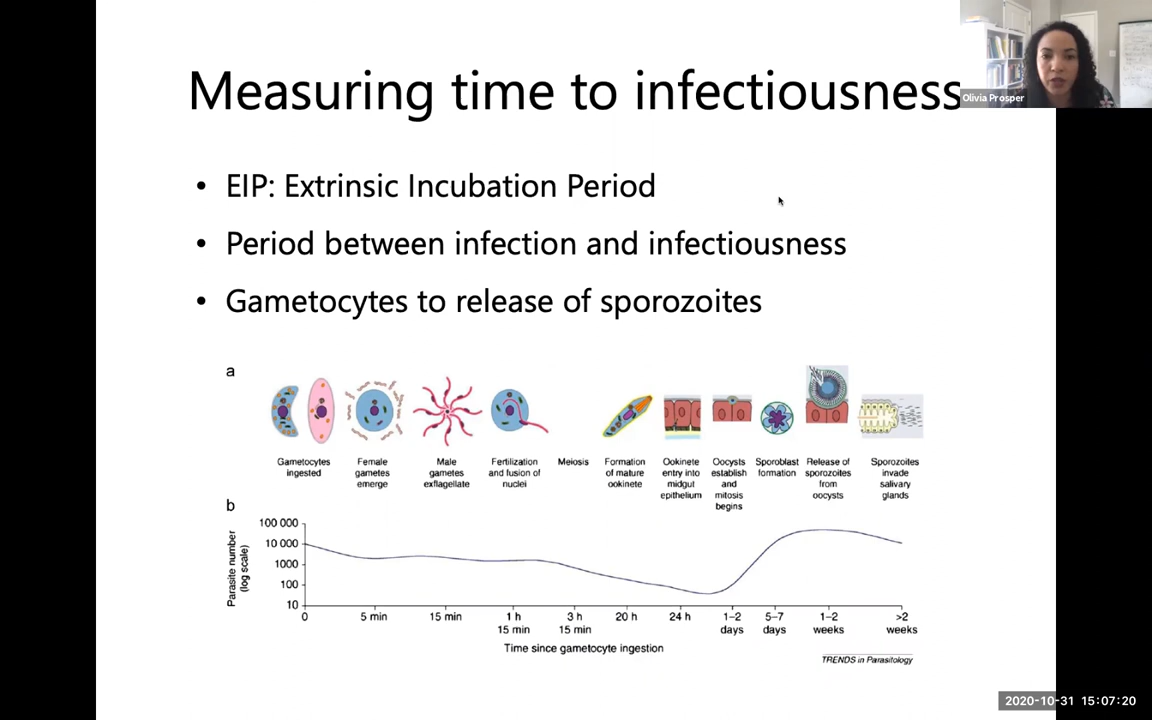 Measuring time to infectiousness
Olivia Prosper
• EIP: Extrinsic Incubation Period
• Period between infection and infectiousness
• Gametocytes to release of sporozoites
a
Gametocytes
ingested
Female
gametes
emerge
Male
gametes
exflagellate
Fertilization
and fusion of
nuclei
Meiosis
Formation
of mature
ookinete
Ookinete
entry into
midgut
epithelium
Oocysts
establish
and
mitosis
begins
Sporoblast
formation
Release of
sporozoites
from
oocysts
Sporozoites
invade
salivary
glands
b
Parasite number
(log scale)
100 000
10 000
1000
100
10
0
5 min
15 min
1 h
15 min
3 h
15 min
20 h
24 h
1–2
days
5–7
days
1–2
weeks
>2
weeks
Time since gametocyte ingestion
TRENDS in Parasitology
2020-10-31 15:07:20